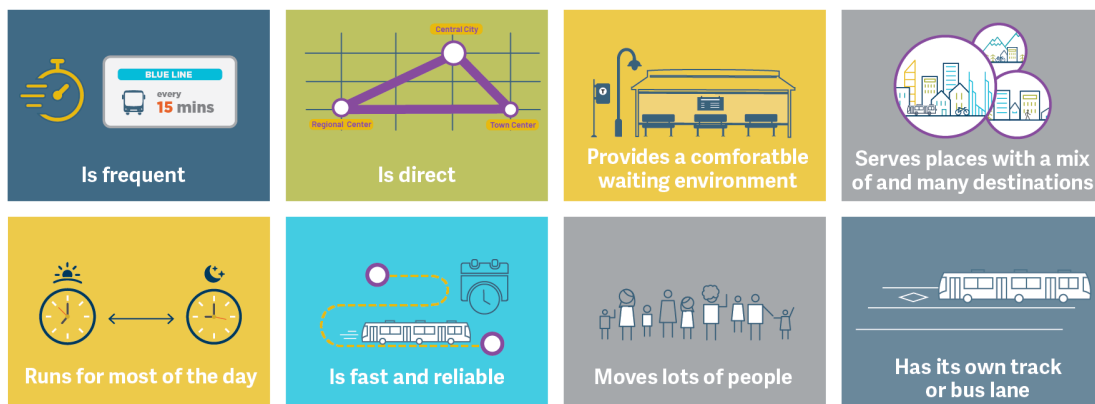 BLUE LINE
every
15 mins
Is frequent
Central City
Regional Center
Town Center
Is direct
T
Provides a comforatble
waiting environment
Serves places with a mix
of and many destinations
Runs for most of the day
Is fast and reliable
Moves lots of people
Has its own track
or bus lane